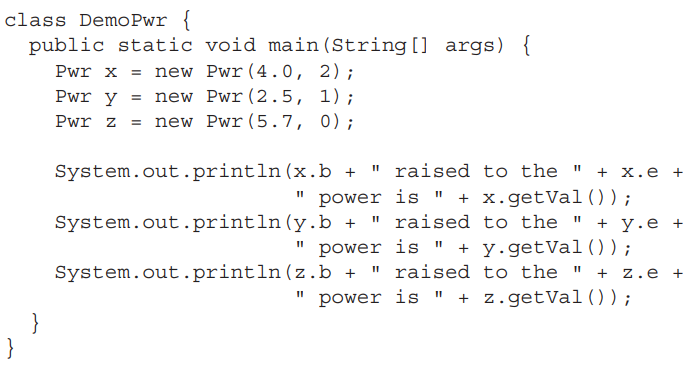 class DemoPwr {
  public static void main(String[] args) {
    Pwr x = new Pwr(4.0, 2);
    Pwr y = new Pwr(2.5, 1);
    Pwr z = new Pwr(5.7, 0);

    System.out.println(x.b + " raised to the " + x.e +
                       " power is " + x.getVal());
    System.out.println(y.b + " raised to the " + y.e +
                       " power is " + y.getVal());
    System.out.println(z.b + " raised to the " + z.e +
                       " power is " + z.getVal());
  }
}